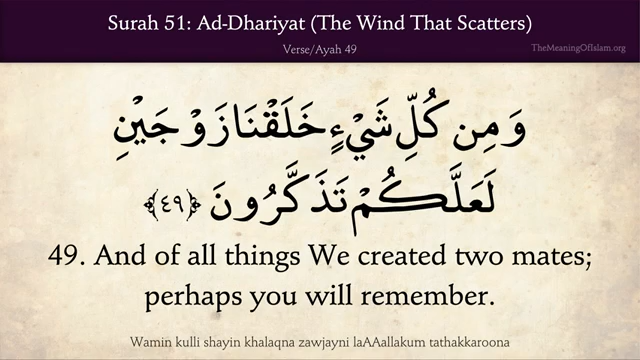 Surah 51: Ad-Dhariyat (The Wind That Scatters)
Verse/Ayah 49
TheMeaningOfIslam.org
وَمِن كُلِّ شَيْءٍ خَلَقْنَا زَوْجَيْنِ
لَعَلَّكُمْ تَذَكَّرُونَ ﴿٤٩﴾
49. And of all things We created two mates;
perhaps you will remember.
Wamin kulli shayin khalaqna zawjayni laAAallakum tathakkaroona